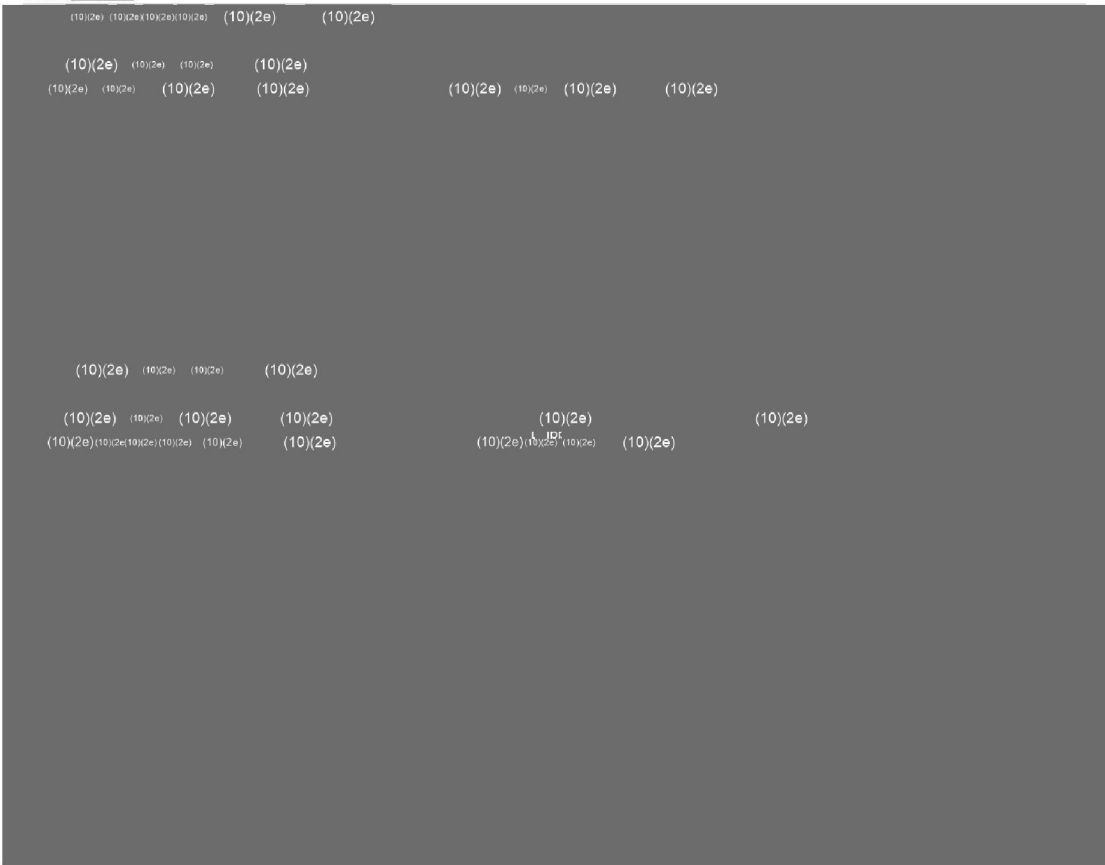 (10)(2e) (10)(2e)(10)(2e)(10)(2e) (10)(2e) (10)(2e)
(10)(2e) (10)(2e) (10)(2e) (10)(2e)
(10)(2e) (10)(2e) (10)(2e) (10)(2e) (10)(2e) (10)(2e) (10)(2e) (10)(2e)
(10)(2e) (10)(2e) (10)(2e) (10)(2e)
(10)(2e) (10)(2e) (10)(2e) (10)(2e) (10)(2e) (10)(2e)
(10)(2e)(10)(2e(10)(2e)(10)(2e) (10)(2e) (10)(2e) (10)(2e)(10)(2e) (10)(2e) (10)(2e)